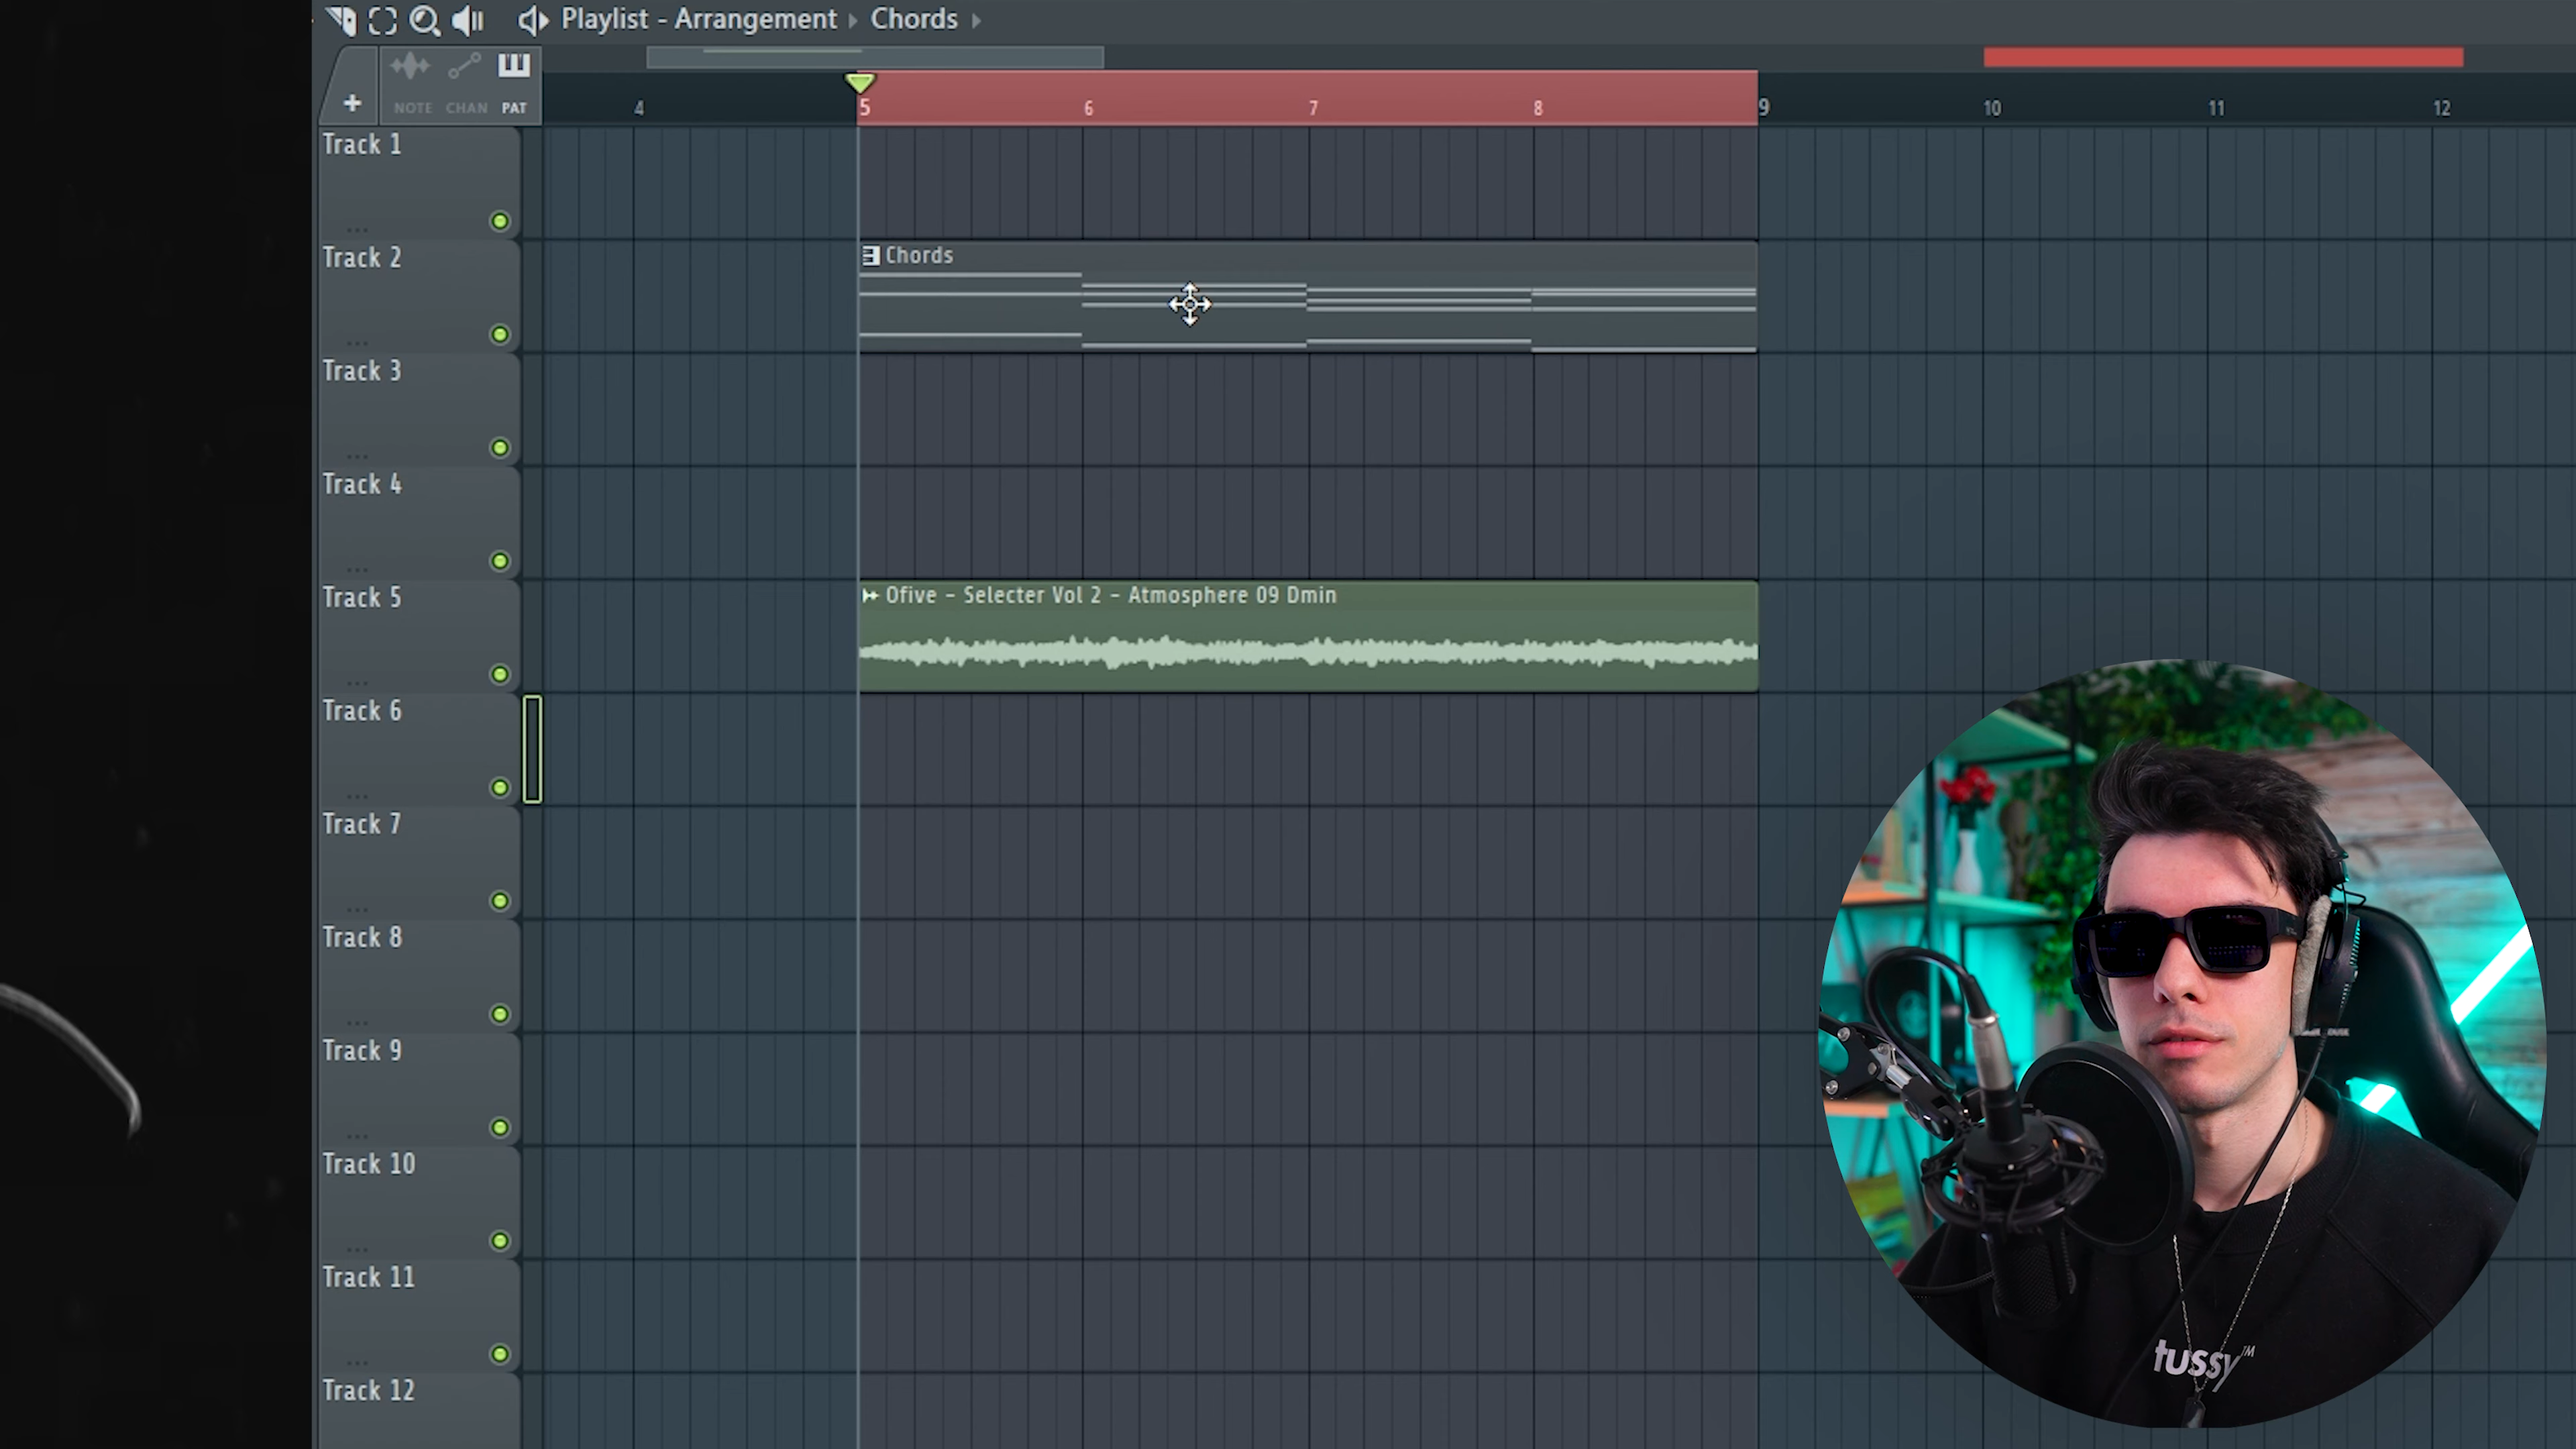 Playlist - Arrangement Chords
NOTE CHAN PAT
4 5 6 7 8 9 10 11 12
Track 1
Track 2
Chords
Track 3
Track 4
Track 5
Ofive - Selecter Vol 2 - Atmosphere 09 Dmin
Track 6
Track 7
Track 8
Track 9
Track 10
Track 11
Track 12
tussy™